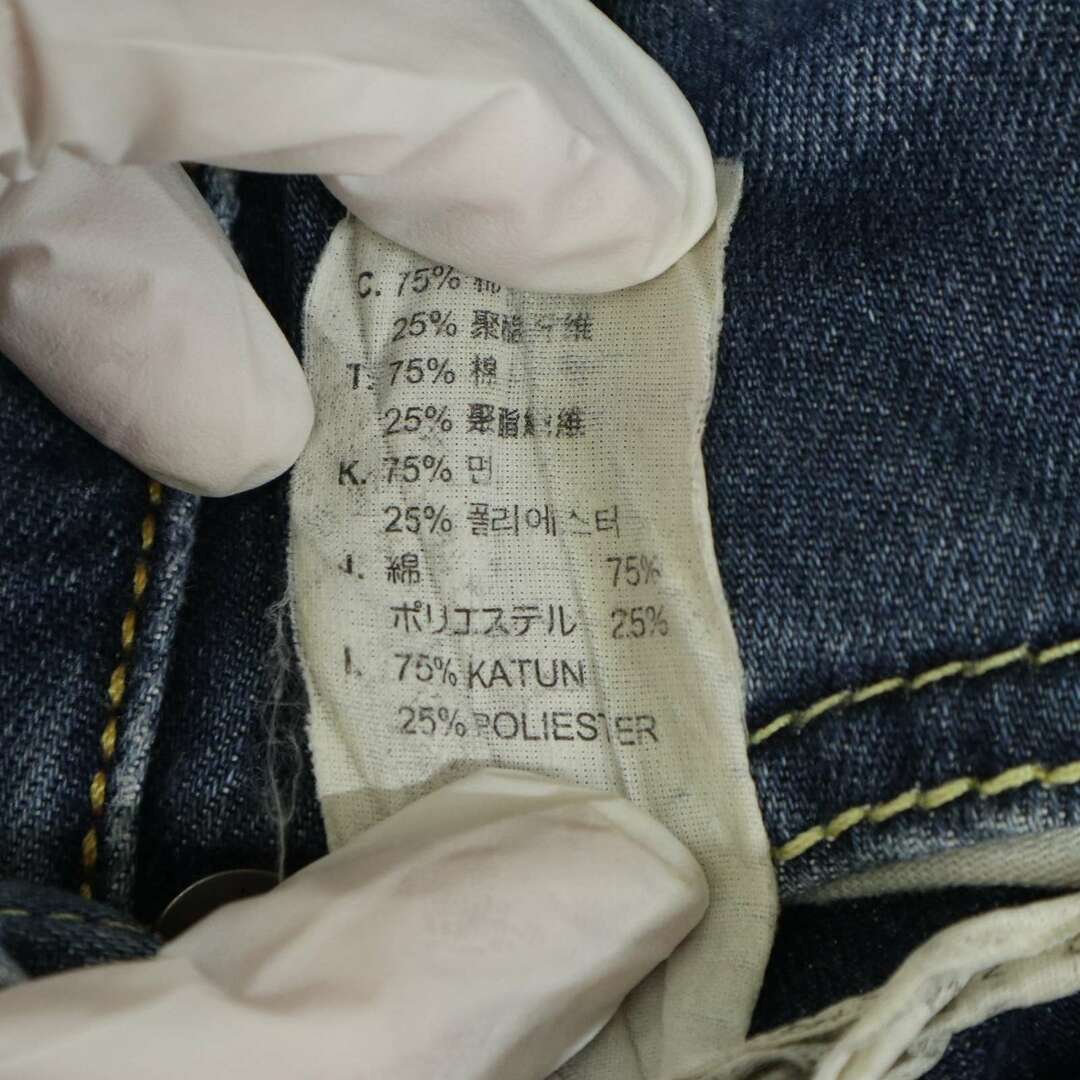 C. 75% 棉
25% 聚酯纤维
T. 75% 棉
25% 聚脂纖維
K. 75% 면
25% 폴리에스터
J. 綿 75%
ポリエステル 25%
I. 75% KATUN
25% POLIESTER